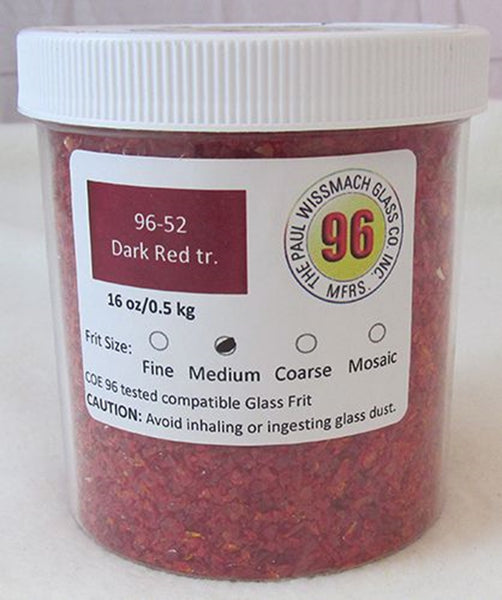 96-52
Dark Red tr.
THE PAUL WISSMACH GLASS CO. INC.
MFRS.
96
16 oz/0.5 kg
Frit Size:
Fine Medium Coarse Mosaic
COE 96 tested compatible Glass Frit
CAUTION: Avoid inhaling or ingesting glass dust.